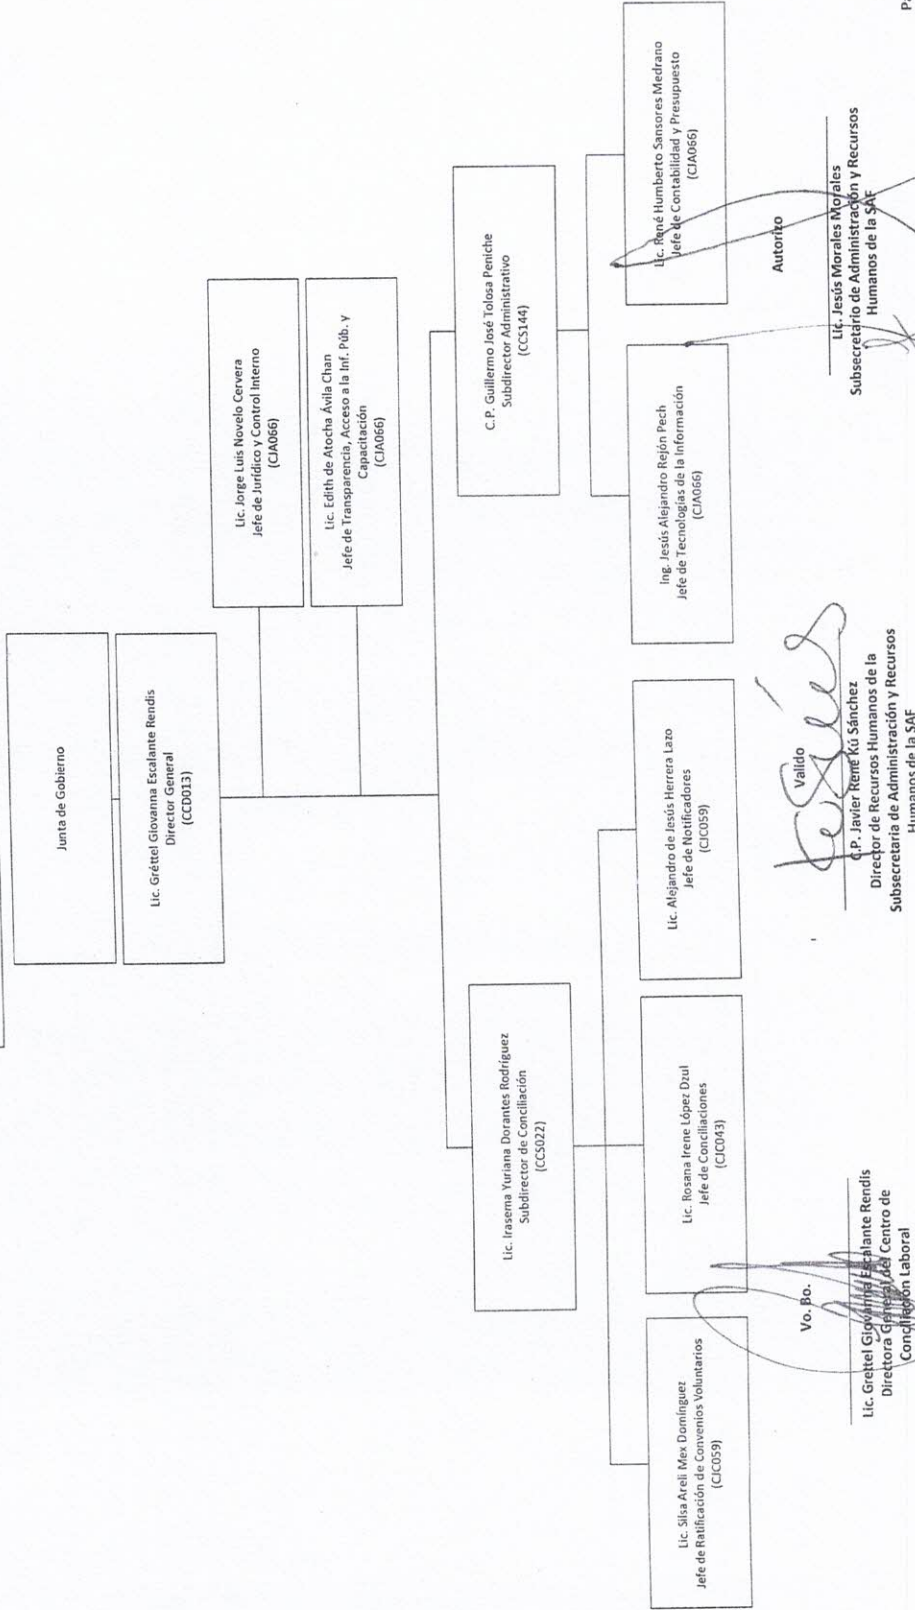 Junta de Gobierno
Lic. Gréttel Giovanna Escalante Rendis
Director General
(CCD013)
Lic. Jorge Luis Novelo Cervera
Jefe de Jurídico y Control Interno
(CJA066)
Lic. Edith de Atocha Ávila Chan
Jefe de Transparencia, Acceso a la Inf. Púb. y
Capacitación
(CJA066)
Lic. Irasema Yuriana Dorantes Rodríguez
Subdirector de Conciliación
(CCS022)
C.P. Guillermo José Tolosa Peniche
Subdirector Administrativo
(CCS144)
Lic. Silsa Areli Mex Domínguez
Jefe de Ratificación de Convenios Voluntarios
(CJC059)
Lic. Rosana Irene López Dzul
Jefe de Conciliaciones
(CJC043)
Lic. Alejandro de Jesús Herrera Lazo
Jefe de Notificadores
(CJC059)
Ing. Jesús Alejandro Rejón Pech
Jefe de Tecnologías de la Información
(CJA066)
Lic. René Humberto Sansores Medrano
Jefe de Contabilidad y Presupuesto
(CJA066)
Vo. Bo.
Lic. Grettel Giovanna Escalante Rendis
Directora General del Centro de
Conciliación Laboral
Valido
C.P. Javier René Kú Sánchez
Director de Recursos Humanos de la
Subsecretaria de Administración y Recursos
Humanos de la SAF
Autorizo
Lic. Jesús Morales Morales
Subsecretario de Administración y Recursos
Humanos de la SAF